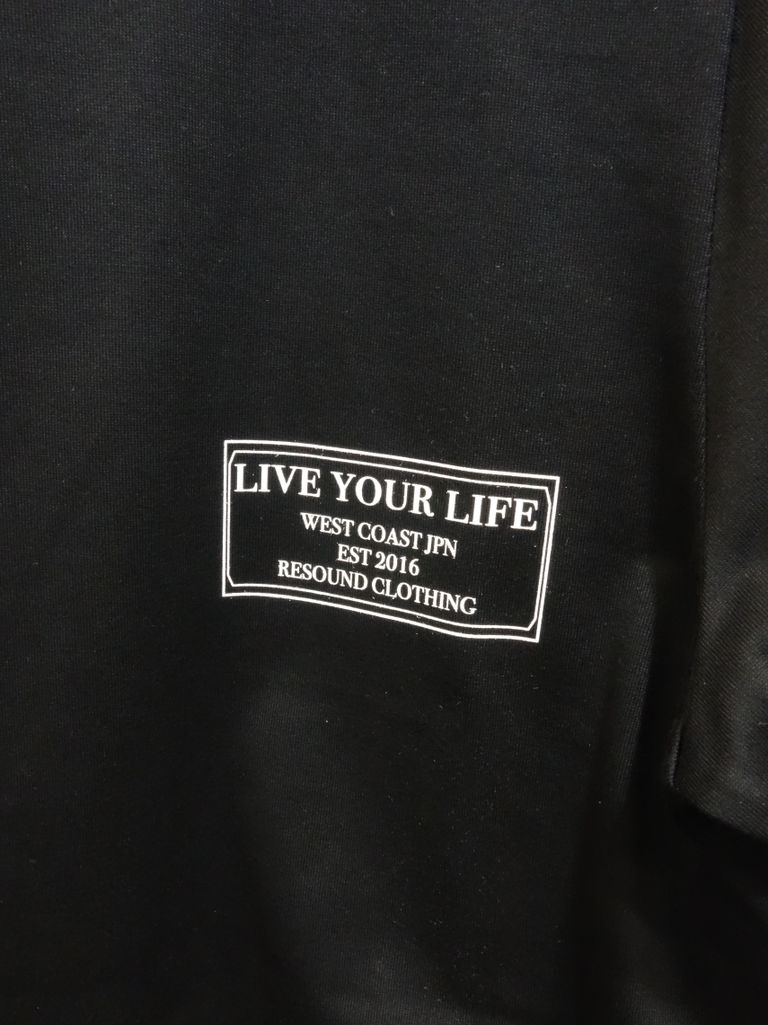 LIVE YOUR LIFE
WEST COAST JPN
EST 2016
RESOUND CLOTHING